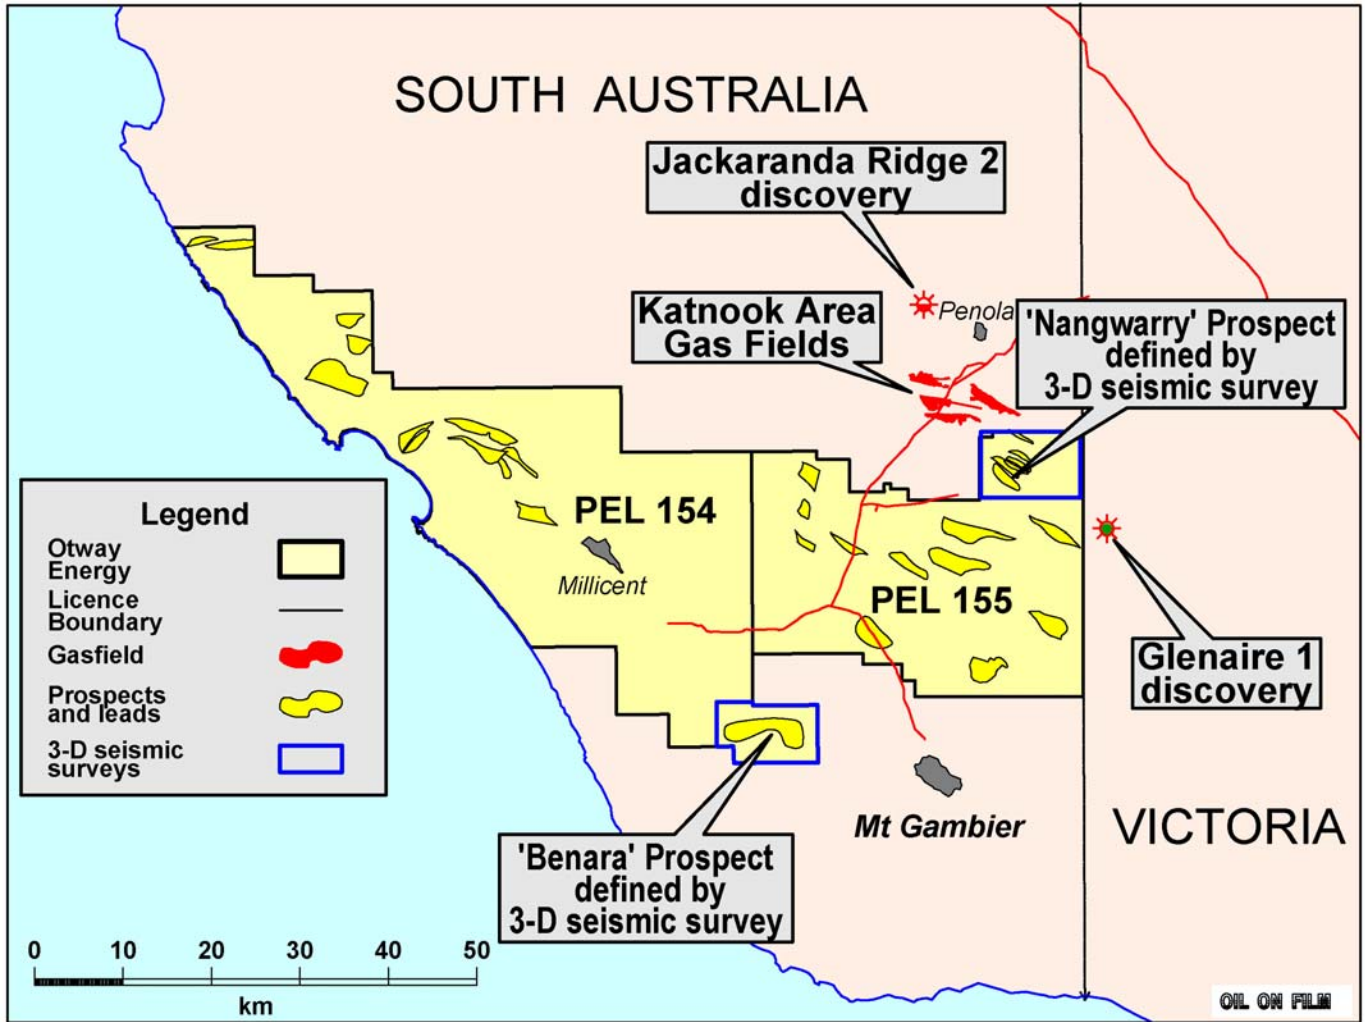 SOUTH AUSTRALIA
Jackaranda Ridge 2
discovery
Katnook Area
Gas Fields
Penola
'Nangwarry' Prospect
defined by
3-D seismic survey
PEL 154
Millicent
PEL 155
Glenaire 1
discovery
Legend
Otway
Energy
Licence
Boundary
Gasfield
Prospects
and leads
3-D seismic
surveys
'Benara' Prospect
defined by
3-D seismic survey
Mt Gambier
VICTORIA
0 10 20 30 40 50
km
OIL ON FILM